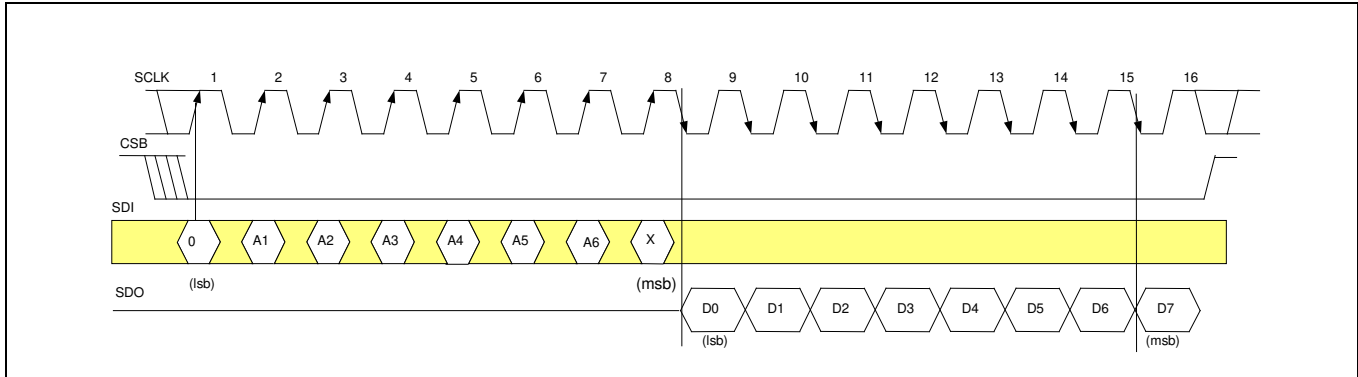 SCLK 1 2 3 4 5 6 7 8 9 10 11 12 13 14 15 16
CSB
SDI
0 A1 A2 A3 A4 A5 A6 X
(lsb) (msb)
SDO
D0 D1 D2 D3 D4 D5 D6 D7
(lsb) (msb)